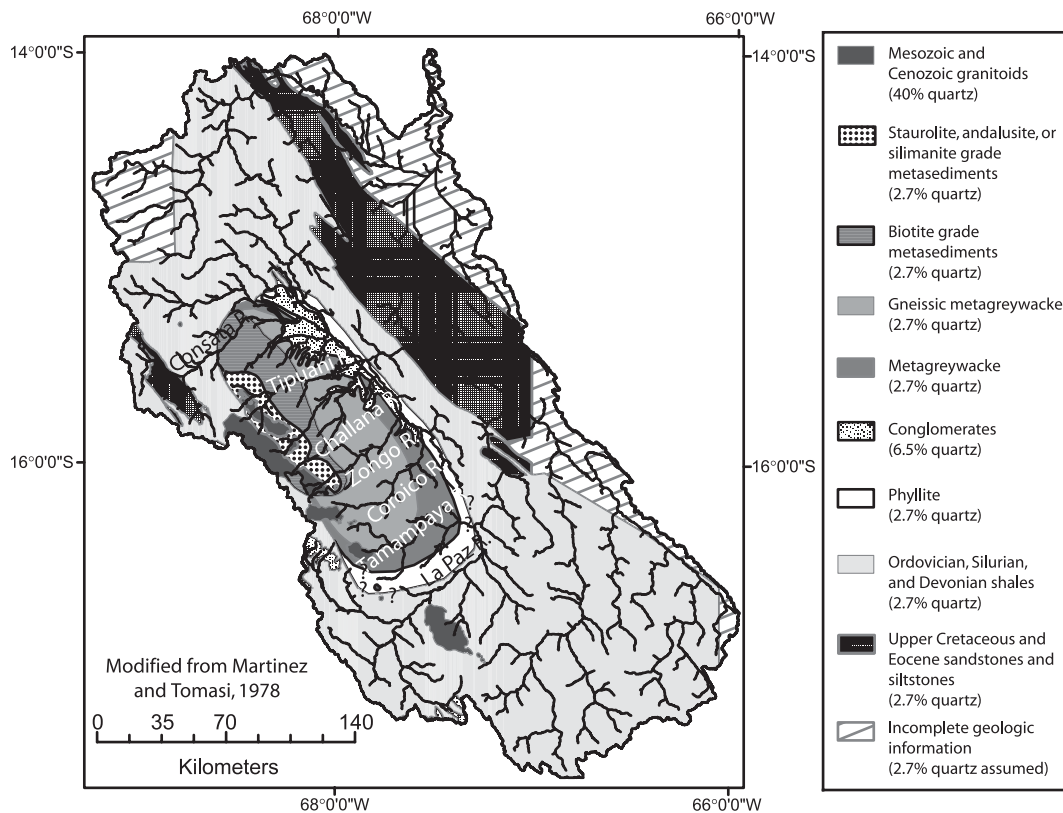 68°0'0"W
66°0'0"W
14°0'0"S
14°0'0"S
16°0'0"S
16°0'0"S
Consata R.
Tipuani R.
Challana R.
Zongo R.
Coroico R.
Tamampaya
La Paz R.
?
?
?
?
Modified from Martinez
and Tomasi, 1978
0 35 70 140
Kilometers
68°0'0"W
66°0'0"W
Mesozoic and
Cenozoic granitoids
(40% quartz)
Staurolite, andalusite, or
silimanite grade
metasediments
(2.7% quartz)
Biotite grade
metasediments
(2.7% quartz)
Gneissic metagreywacke
(2.7% quartz)
Metagreywacke
(2.7% quartz)
Conglomerates
(6.5% quartz)
Phyllite
(2.7% quartz)
Ordovician, Silurian,
and Devonian shales
(2.7% quartz)
Upper Cretaceous and
Eocene sandstones and
siltstones
(2.7% quartz)
Incomplete geologic
information
(2.7% quartz assumed)